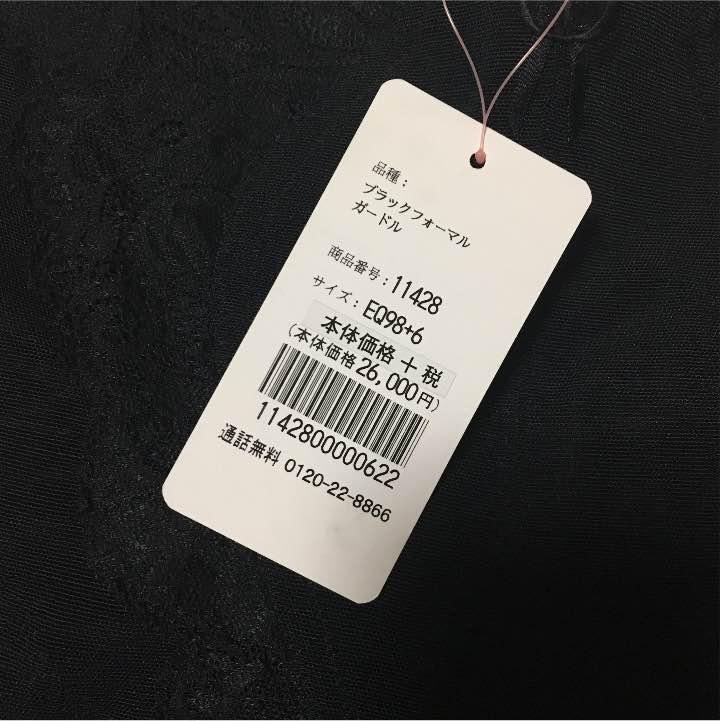 品種：
ブラックフォーマル
ガードル
商品番号：11428
サイズ：EQ98+6
本体価格＋税
(本体価格26,000円)
1142800000622
通話無料 0120-22-8866